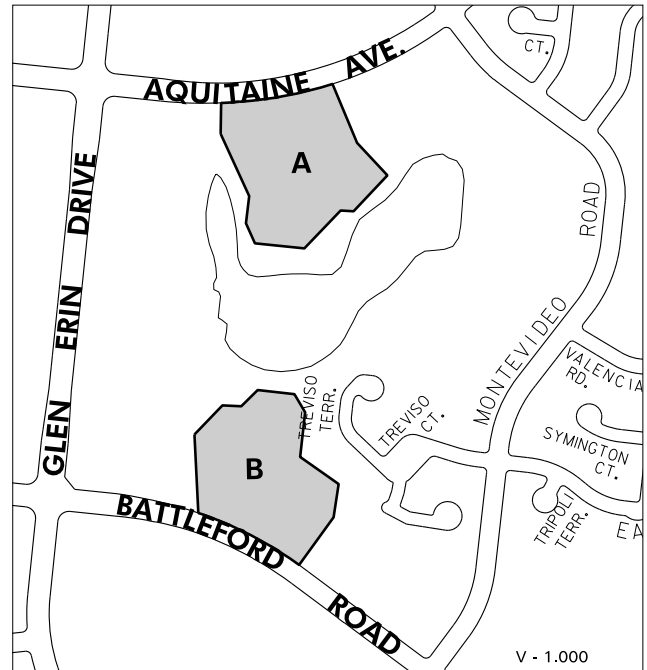 CT.
AQUITAINE AVE.
A
GLEN ERIN DRIVE
ROAD
MONTEVIDEO
VALENCIA
RD.
TREVISO
TERR.
TREVISO
CT.
SYMINGTON
CT.
B
BATTLEFORD
ROAD
TRIPOLI
TERR.
EA
V - 1.000